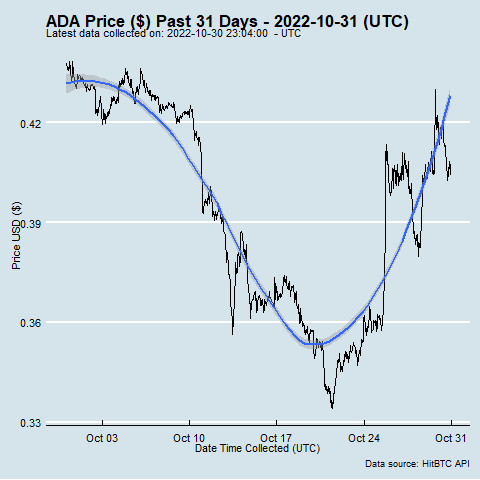 ADA Price ($) Past 31 Days - 2022-10-31 (UTC)
Latest data collected on: 2022-10-30 23:04:00 - UTC
0.42
0.39
0.36
0.33
Price USD ($)
Oct 03 Oct 10 Oct 17 Oct 24 Oct 31
Date Time Collected (UTC)
Data source: HitBTC API